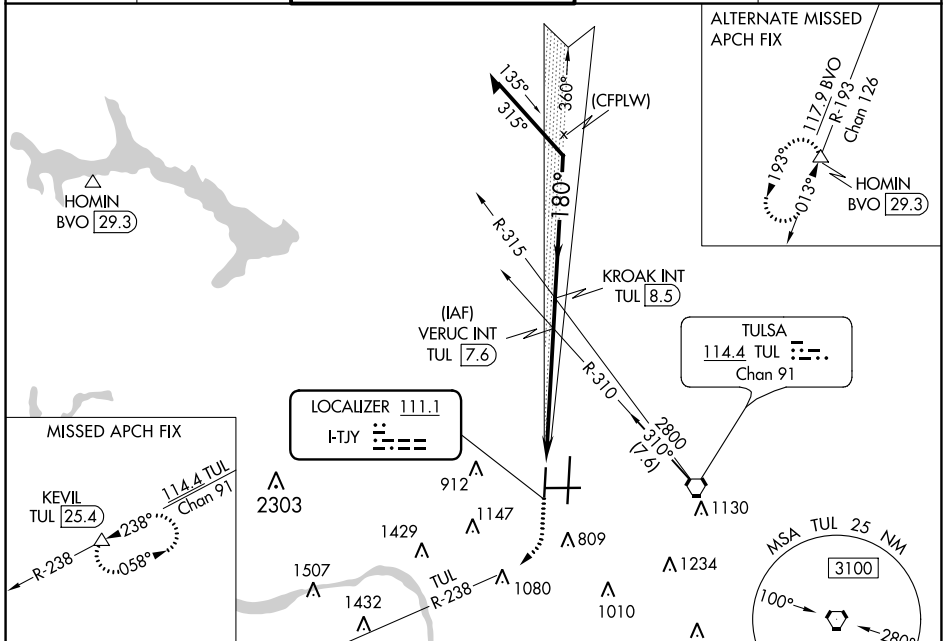 ALTERNATE MISSED
APCH FIX
117.9 BVO
R-193
Chan 126
193°
013°
HOMIN
BVO 29.3
135°
315°
360°
(CFPLW)
180°
HOMIN
BVO 29.3
R-315
KROAK INT
TUL 8.5
(IAF)
VERUC INT
TUL 7.6
R-310
2800
310°
(7.6)
TULSA
114.4 TUL
Chan 91
LOCALIZER 111.1
I-TJY
MISSED APCH FIX
KEVIL
TUL 25.4
114.4 TUL
Chan 91
238°
058°
R-238
2303
912
1147
1429
809
1130
1507
1432
TUL
R-238
1080
1010
1234
MSA TUL 25 NM
3100
100°
280°